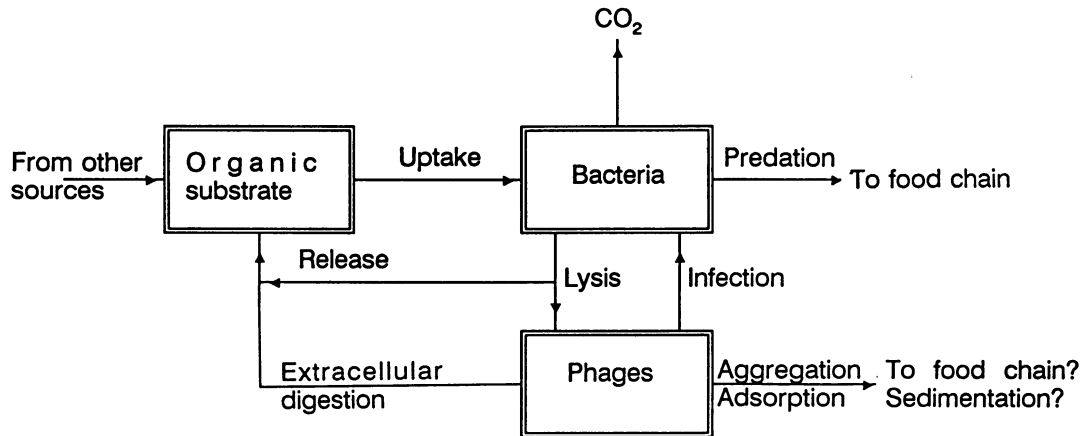 CO₂
From other
sources
Organic
substrate
Uptake
Bacteria
Predation
To food chain
Release
Lysis
Infection
Extracellular
digestion
Phages
Aggregation
Adsorption
To food chain?
Sedimentation?